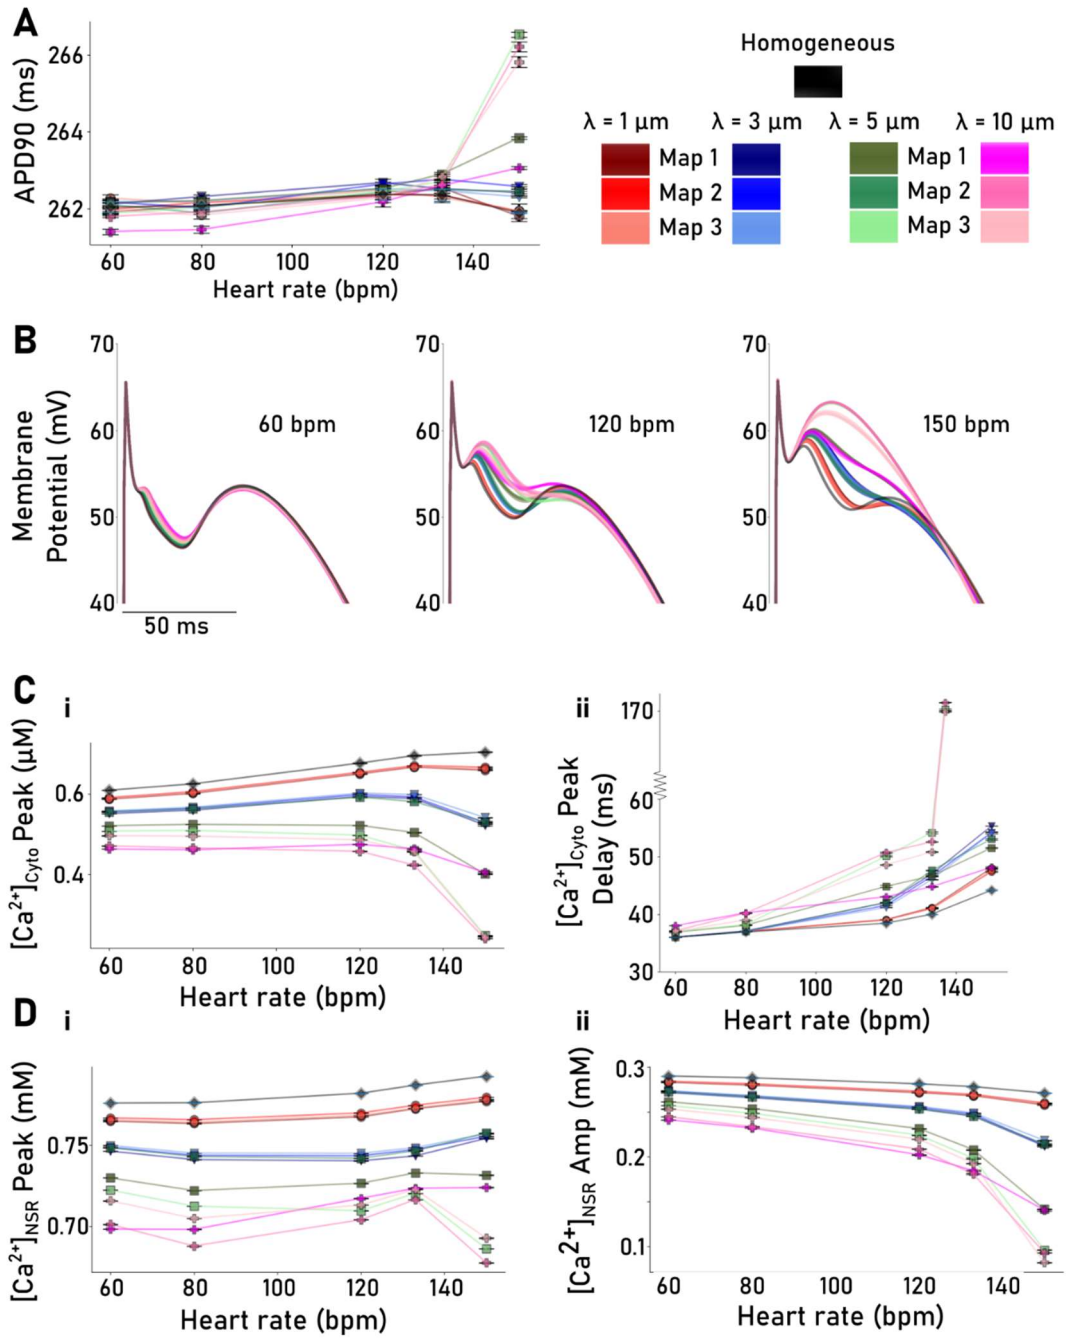 A
APD90 (ms)
266
264
262
60 80 100 120 140
Heart rate (bpm)
Homogeneous
λ = 1 μm λ = 3 μm λ = 5 μm λ = 10 μm
Map 1 Map 1
Map 2 Map 2
Map 3 Map 3
B
Membrane
Potential (mV)
70 70 70
60 60 60
50 50 50
40 40 40
60 bpm 120 bpm 150 bpm
50 ms
C
i
[Ca²⁺]Cyto Peak (μM)
0.6
0.4
60 80 100 120 140
Heart rate (bpm)
ii
[Ca²⁺]Cyto Peak
Delay (ms)
170
60
50
40
30
60 80 100 120 140
Heart rate (bpm)
D
i
[Ca²⁺]NSR Peak (mM)
0.75
0.70
60 80 100 120 140
Heart rate (bpm)
ii
[Ca²⁺]NSR Amp (mM)
0.3
0.2
0.1
60 80 100 120 140
Heart rate (bpm)